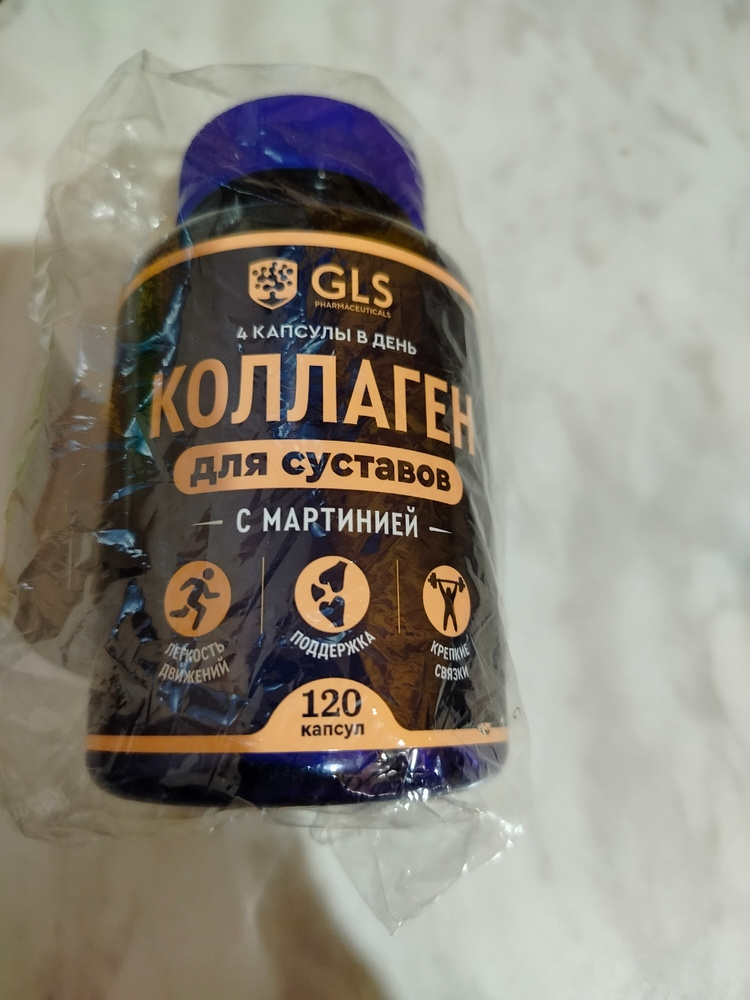 GLS
PHARMACEUTICALS
4 КАПСУЛЫ В ДЕНЬ
КОЛЛАГЕН
для суставов
С МАРТИНИЕЙ
ЛЕГКОСТЬ
ДВИЖЕНИЙ
ПОДДЕРЖКА
КРЕПКИЕ
СВЯЗКИ
120
капсул